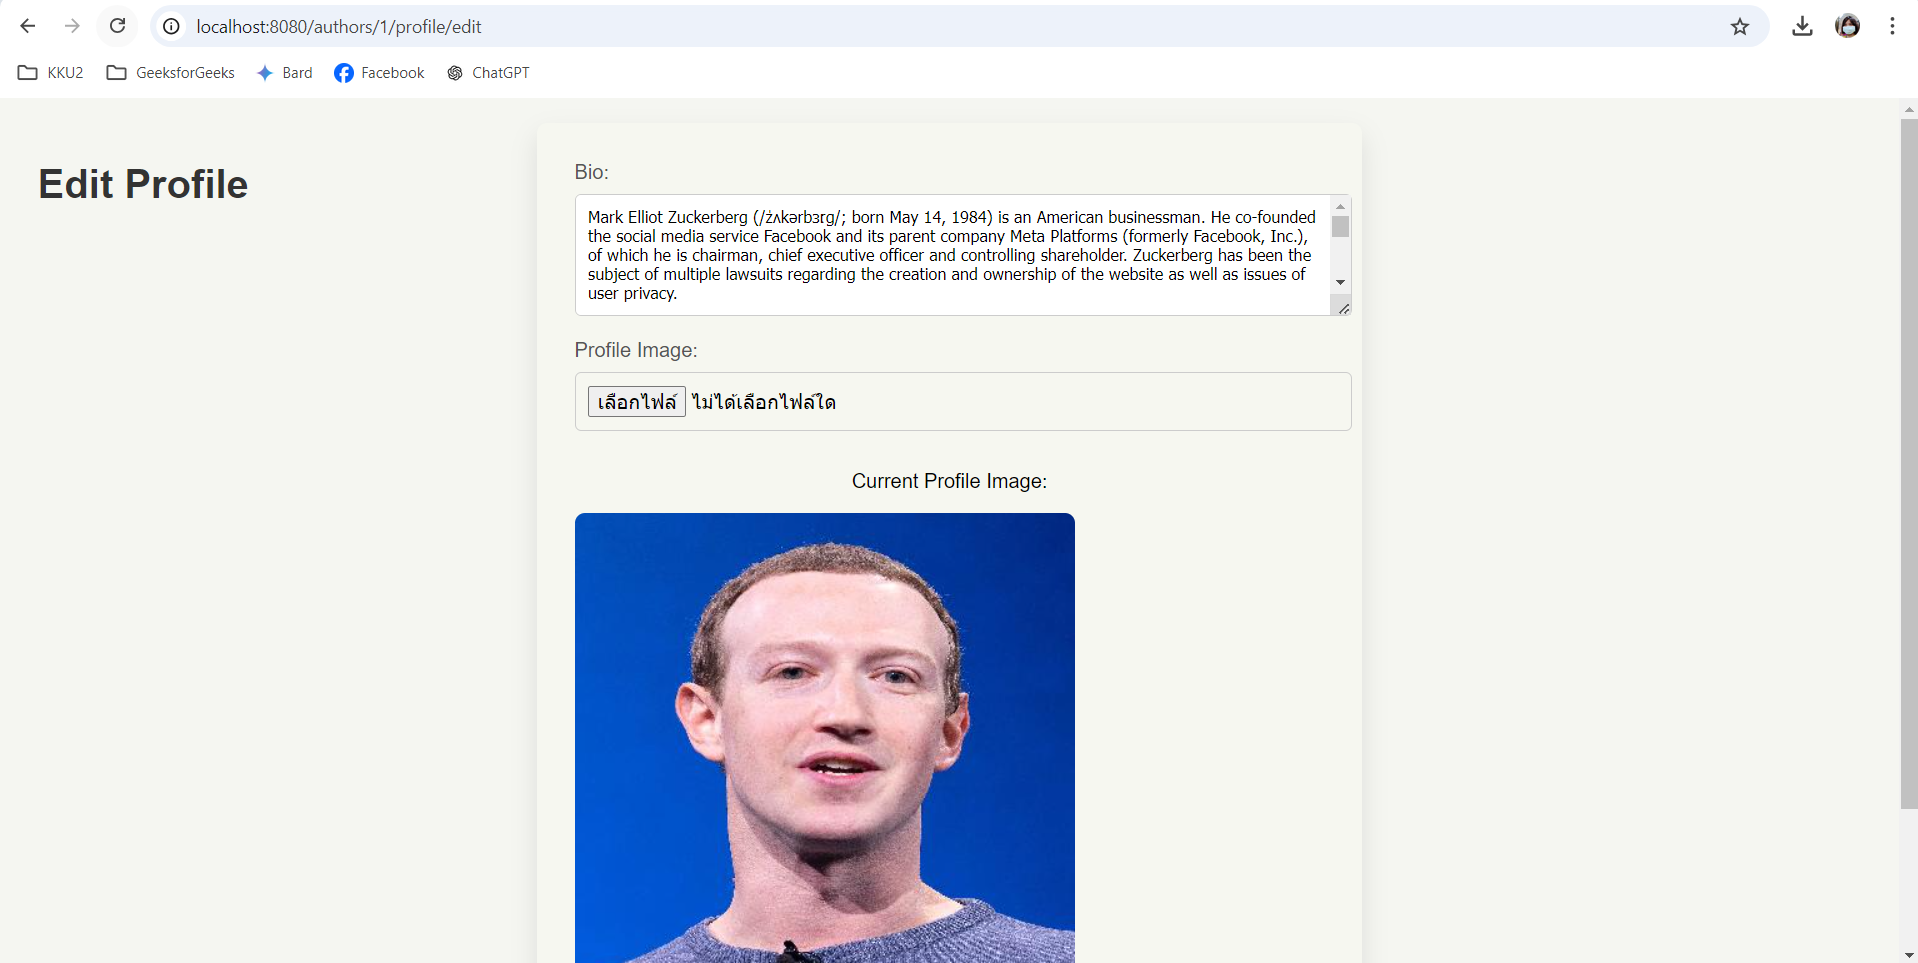 localhost:8080/authors/1/profile/edit
KKU2 GeeksforGeeks Bard Facebook ChatGPT
Edit Profile
Bio:
Mark Elliot Zuckerberg (/ˈzʌkərbɜːrɡ/; born May 14, 1984) is an American businessman. He co-founded
the social media service Facebook and its parent company Meta Platforms (formerly Facebook, Inc.),
of which he is chairman, chief executive officer and controlling shareholder. Zuckerberg has been the
subject of multiple lawsuits regarding the creation and ownership of the website as well as issues of
user privacy.
Profile Image:
เลือกไฟล์ ไม่ได้เลือกไฟล์ใด
Current Profile Image: